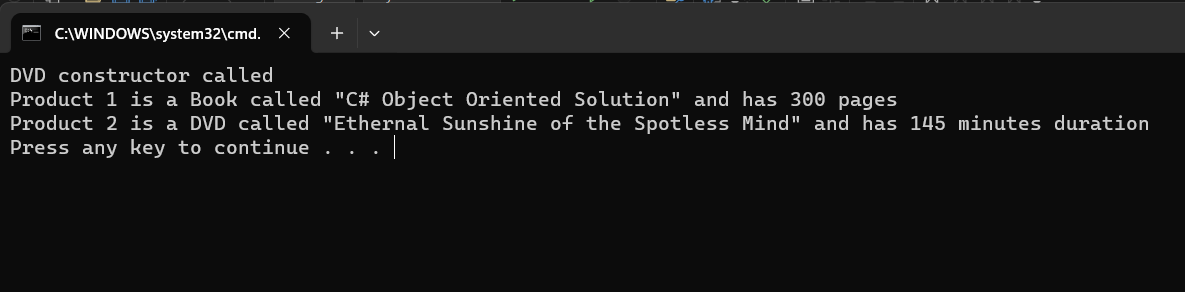 C:\WINDOWS\system32\cmd.
DVD constructor called
Product 1 is a Book called "C# Object Oriented Solution" and has 300 pages
Product 2 is a DVD called "Ethernal Sunshine of the Spotless Mind" and has 145 minutes duration
Press any key to continue . . .